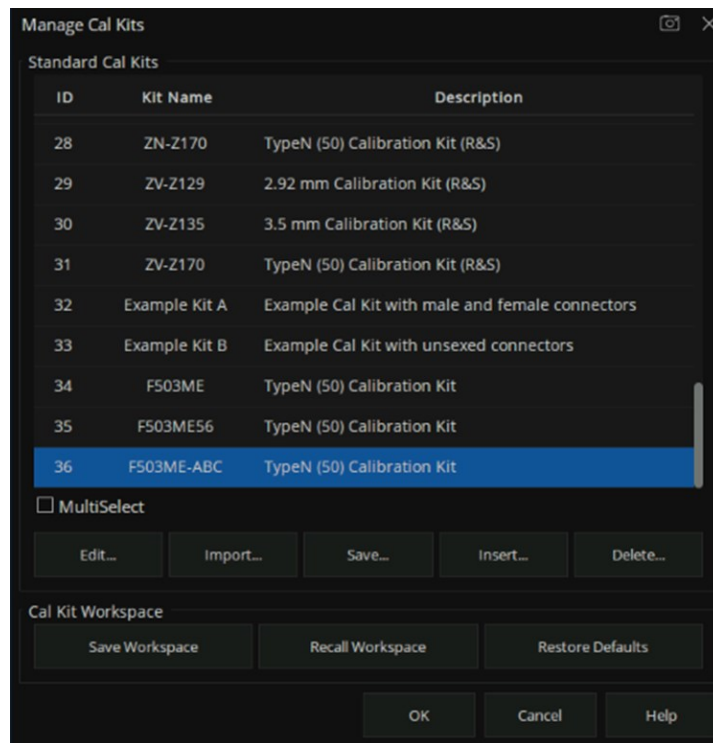 Manage Cal Kits
Standard Cal Kits
ID Kit Name Description
28 ZN-Z170 TypeN (50) Calibration Kit (R&S)
29 ZV-Z129 2.92 mm Calibration Kit (R&S)
30 ZV-Z135 3.5 mm Calibration Kit (R&S)
31 ZV-Z170 TypeN (50) Calibration Kit (R&S)
32 Example Kit A Example Cal Kit with male and female connectors
33 Example Kit B Example Cal Kit with unsexed connectors
34 F503ME TypeN (50) Calibration Kit
35 F503ME56 TypeN (50) Calibration Kit
36 F503ME-ABC TypeN (50) Calibration Kit
MultiSelect
Edit... Import... Save... Insert... Delete...
Cal Kit Workspace
Save Workspace Recall Workspace Restore Defaults
OK Cancel Help